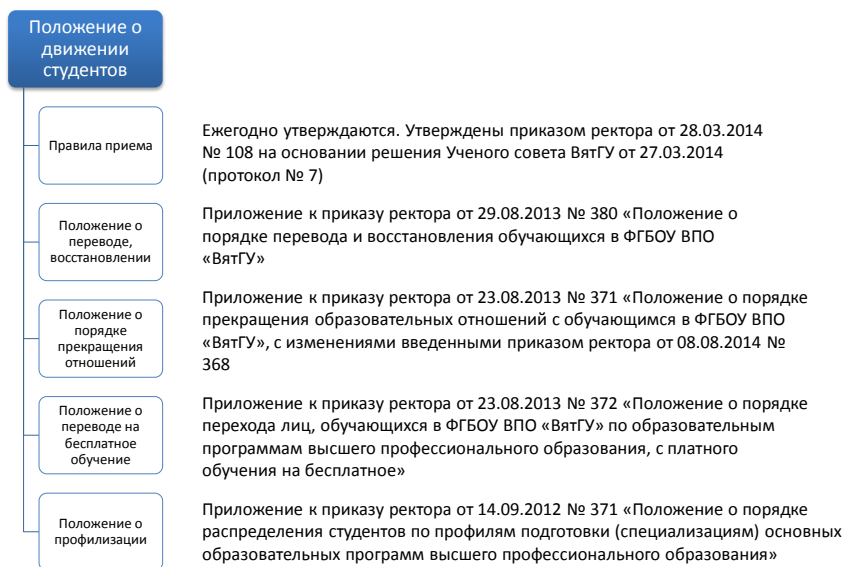 Положение о
движении
студентов
Правила приема
Ежегодно утверждаются. Утверждены приказом ректора от 28.03.2014
№ 108 на основании решения Ученого совета ВятГУ от 27.03.2014
(протокол № 7)
Положение о
переводе,
восстановлении
Приложение к приказу ректора от 29.08.2013 № 380 «Положение о
порядке перевода и восстановления обучающихся в ФГБОУ ВПО
«ВятГУ»
Положение о
порядке
прекращения
отношений
Приложение к приказу ректора от 23.08.2013 № 371 «Положение о порядке
прекращения образовательных отношений с обучающимся в ФГБОУ ВПО
«ВятГУ», с изменениями введенными приказом ректора от 08.08.2014 №
368
Положение о
переводе на
бесплатное
обучение
Приложение к приказу ректора от 23.08.2013 № 372 «Положение о порядке
перехода лиц, обучающихся в ФГБОУ ВПО «ВятГУ» по образовательным
программам высшего профессионального образования, с платного
обучения на бесплатное»
Положение о
профилизации
Приложение к приказу ректора от 14.09.2012 № 371 «Положение о порядке
распределения студентов по профилям подготовки (специализациям) основных
образовательных программ высшего профессионального образования»